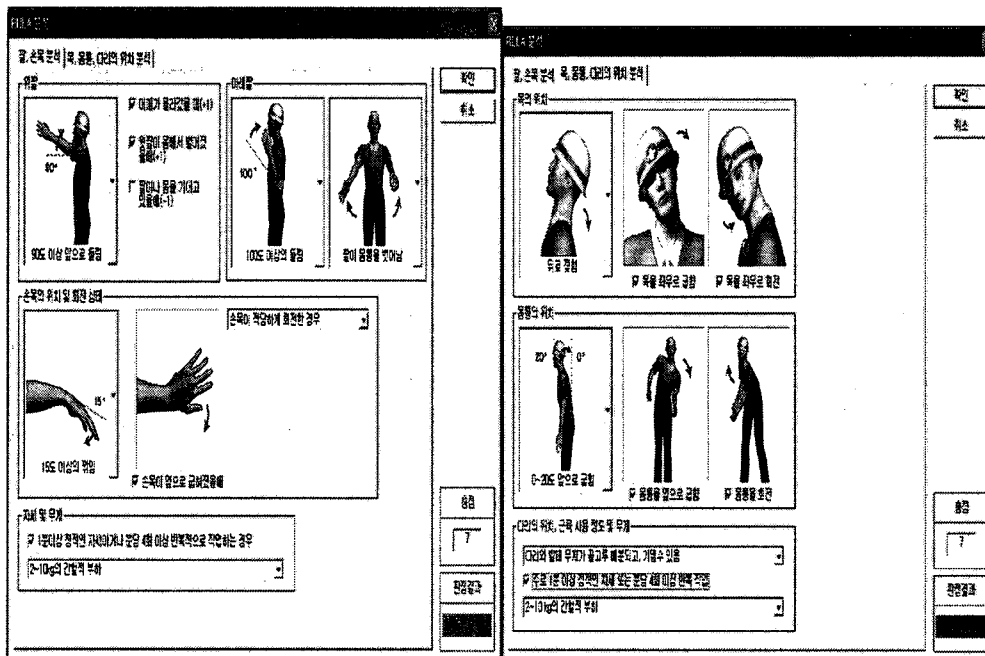 RULA 분석
팔, 손목 분석
목, 몸통, 다리의 위치 분석
확인
취소
위팔
어깨가 올라갔을 때(+1)
윗팔이 몸에서 벌어졌을때(+1)
팔이나 몸을 기대고 있을때(-1)
90°
90도 이상 앞으로 들림
아래팔
100°
100도 이상의 들림
팔이 몸통을 벗어남
손목의 위치 및 회전 상태
손목이 적당하게 회전한 경우
15°
15도 이상의 꺾임
손목이 옆으로 굽혀졌을때
자세 및 무게
1분이상 정적인 자세이거나 분당 4회 이상 반복적으로 작업하는 경우
2~10kg의 간헐적 부하
총점
7
판정결과
RULA 분석
팔, 손목 분석
목, 몸통, 다리의 위치 분석
확인
취소
목의 위치
뒤로 젖힘
목을 좌우로 굽힘
목을 좌우로 회전
몸통의 위치
20°
0°
0~20도 앞으로 굽힘
몸통을 옆으로 굽힘
몸통을 회전
다리의 위치, 근육 사용 정도 및 무게
다리와 발에 무게가 골고루 배분되고, 기댈수 있음
주로 1분 이상 정적인 자세 또는 분당 4회 이상 반복 작업
2~10kg의 간헐적 부하
총점
7
판정결과